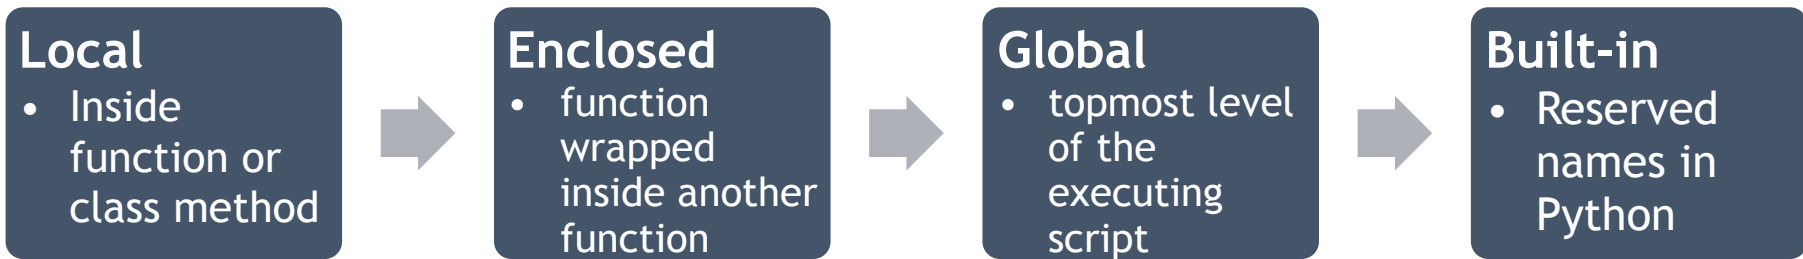 Local
• Inside
function or
class method
Enclosed
• function
wrapped
inside another
function
Global
• topmost level
of the
executing
script
Built-in
• Reserved
names in
Python